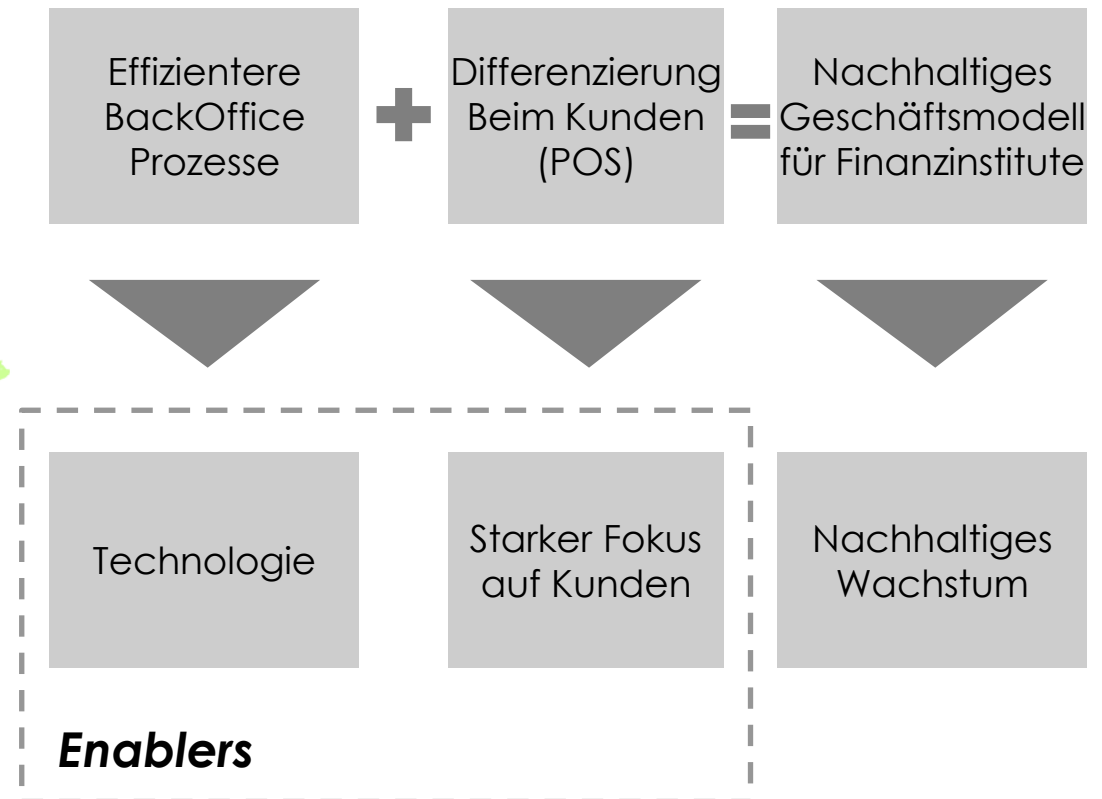 Effizientere
BackOffice
Prozesse
+
Differenzierung
Beim Kunden
(POS)
=
Nachhaltiges
Geschäftsmodell
für Finanzinstitute
Technologie
Starker Fokus
auf Kunden
Nachhaltiges
Wachstum
Enablers